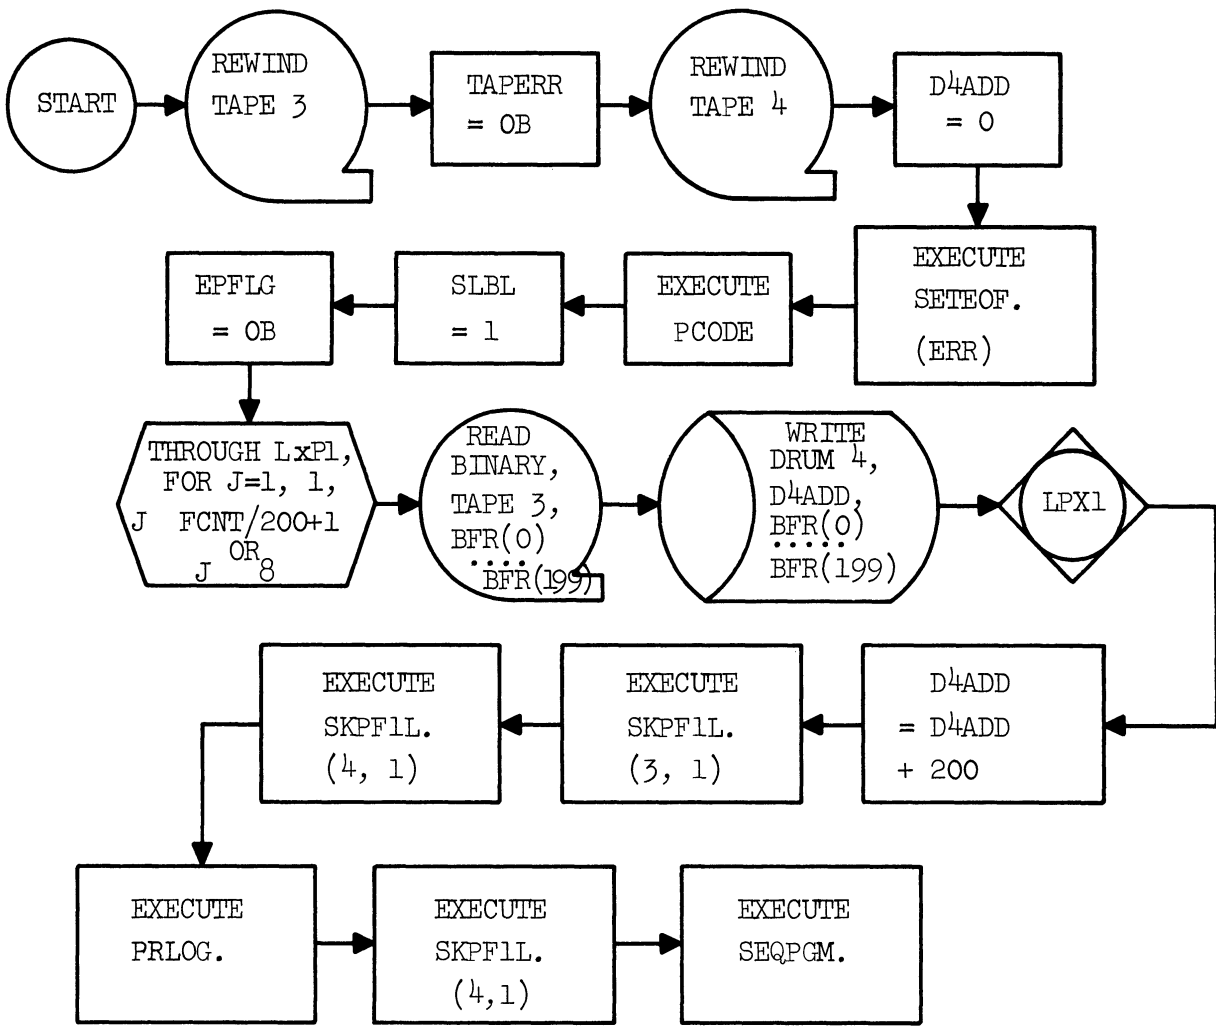 START
REWIND
TAPE 3
TAPERR
= OB
REWIND
TAPE 4
D4ADD
= 0
EXECUTE
SETEOF.
(ERR)
EXECUTE
PCODE
SLBL
= 1
EPFLG
= OB
THROUGH LxP1,
FOR J=1, 1,
J FCNT/200+1
OR
J 8
READ
BINARY,
TAPE 3,
BFR(0)
....
BFR(199)
WRITE
DRUM 4,
D4ADD,
BFR(0)
.....
BFR(199)
LPX1
D4ADD
= D4ADD
+ 200
EXECUTE
SKPF1L.
(3, 1)
EXECUTE
SKPF1L.
(4, 1)
EXECUTE
PRLOG.
EXECUTE
SKPF1L.
(4,1)
EXECUTE
SEQPGM.